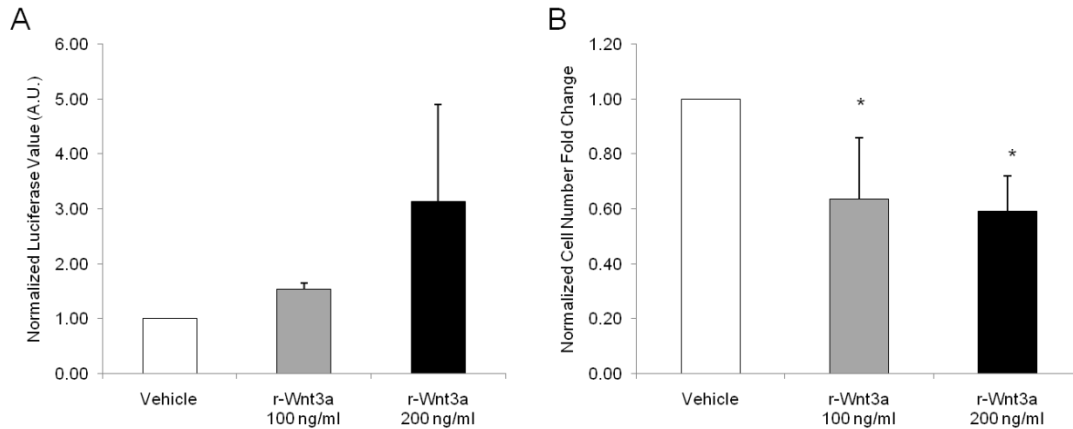 A
Normalized Luciferase Value (A.U.)
6.00
5.00
4.00
3.00
2.00
1.00
0.00
Vehicle
r-Wnt3a
100 ng/ml
r-Wnt3a
200 ng/ml
B
Normalized Cell Number Fold Change
1.20
1.00
0.80
0.60
0.40
0.20
0.00
*
*
Vehicle
r-Wnt3a
100 ng/ml
r-Wnt3a
200 ng/ml